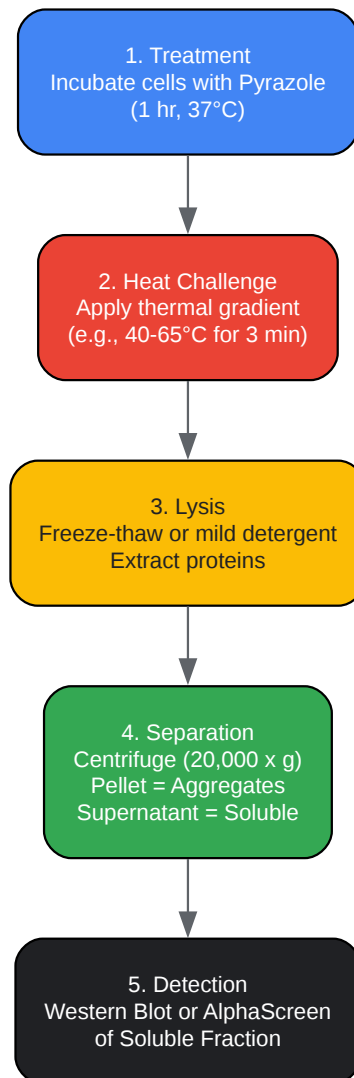 1. Treatment
Incubate cells with Pyrazole
(1 hr, 37°C)
2. Heat Challenge
Apply thermal gradient
(e.g., 40-65°C for 3 min)
3. Lysis
Freeze-thaw or mild detergent
Extract proteins
4. Separation
Centrifuge (20,000 x g)
Pellet = Aggregates
Supernatant = Soluble
5. Detection
Western Blot or AlphaScreen
of Soluble Fraction